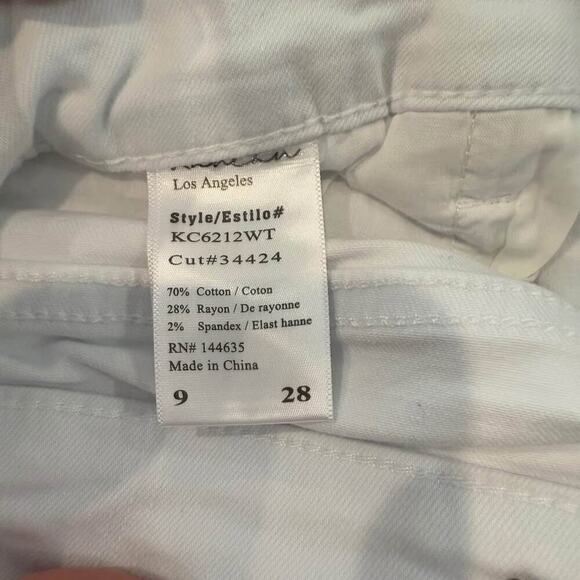 Los Angeles
Style/Estilo#
KC6212WT
Cut#34424
70% Cotton / Coton
28% Rayon / De rayonne
2% Spandex / Elast hanne
RN# 144635
Made in China
9 28